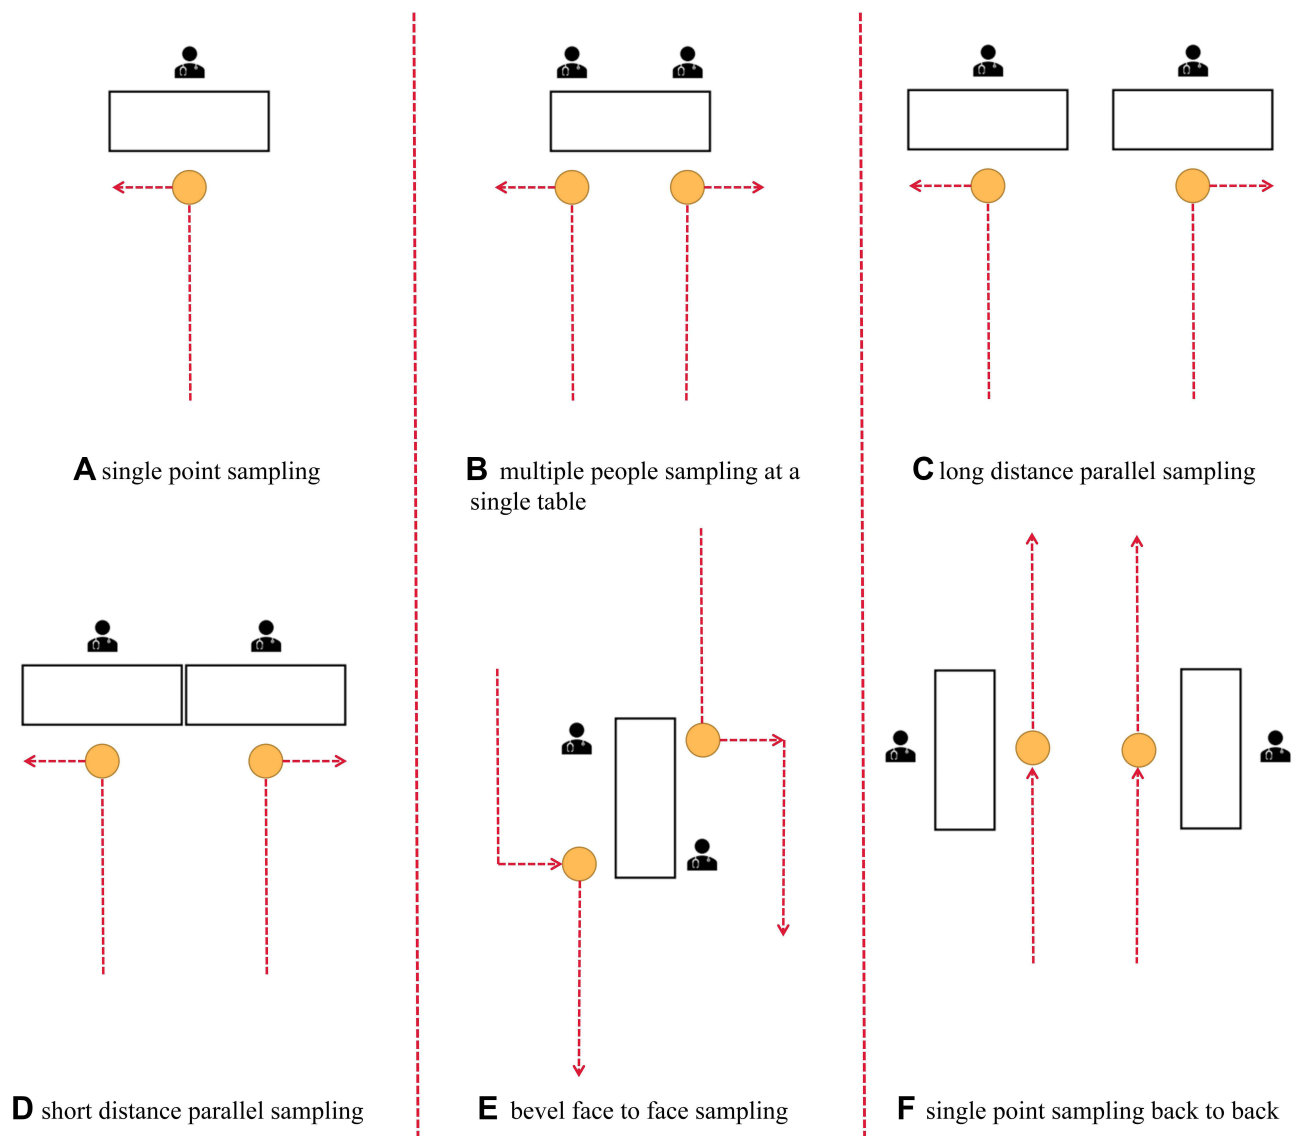 A single point sampling
B multiple people sampling at a
single table
C long distance parallel sampling
D short distance parallel sampling
E bevel face to face sampling
F single point sampling back to back